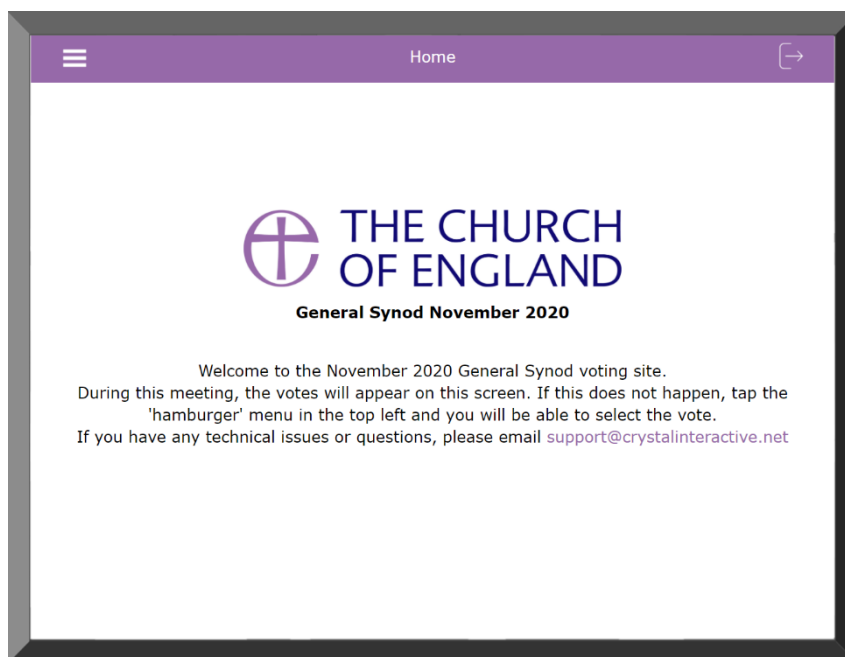 Home
THE CHURCH
OF ENGLAND
General Synod November 2020
Welcome to the November 2020 General Synod voting site.
During this meeting, the votes will appear on this screen. If this does not happen, tap the
'hamburger' menu in the top left and you will be able to select the vote.
If you have any technical issues or questions, please email support@crystalinteractive.net